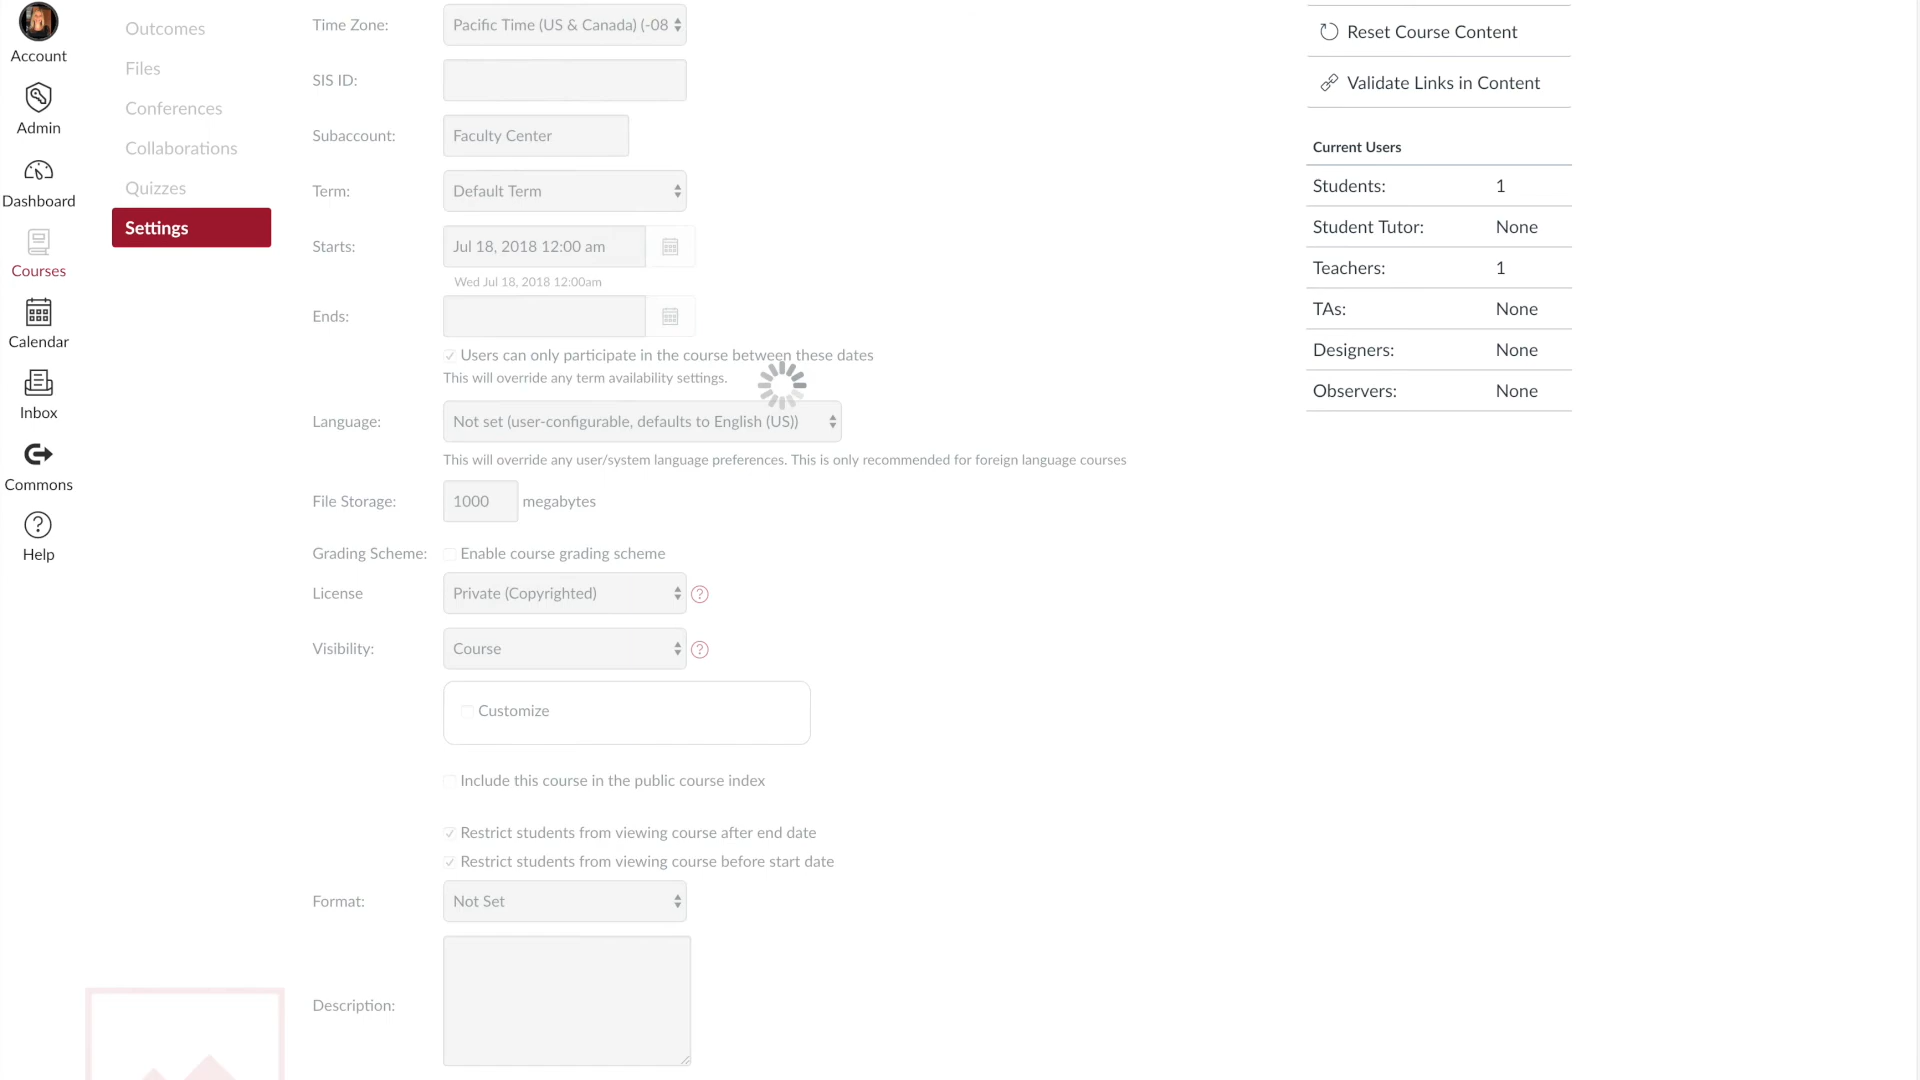 Account
Admin
Dashboard
Courses
Calendar
Inbox
Commons
Help
Outcomes
Files
Conferences
Collaborations
Quizzes
Settings
Time Zone: Pacific Time (US & Canada) (-08
SIS ID:
Subaccount: Faculty Center
Term: Default Term
Starts: Jul 18, 2018 12:00 am
Wed Jul 18, 2018 12:00am
Ends:
Users can only participate in the course between these dates
This will override any term availability settings.
Language: Not set (user-configurable, defaults to English (US))
This will override any user/system language preferences. This is only recommended for foreign language courses
File Storage: 1000 megabytes
Grading Scheme: Enable course grading scheme
License Private (Copyrighted) ?
Visibility: Course ?
Customize
Include this course in the public course index
Restrict students from viewing course after end date
Restrict students from viewing course before start date
Format: Not Set
Description:
Reset Course Content
Validate Links in Content
Current Users
Students: 1
Student Tutor: None
Teachers: 1
TAs: None
Designers: None
Observers: None